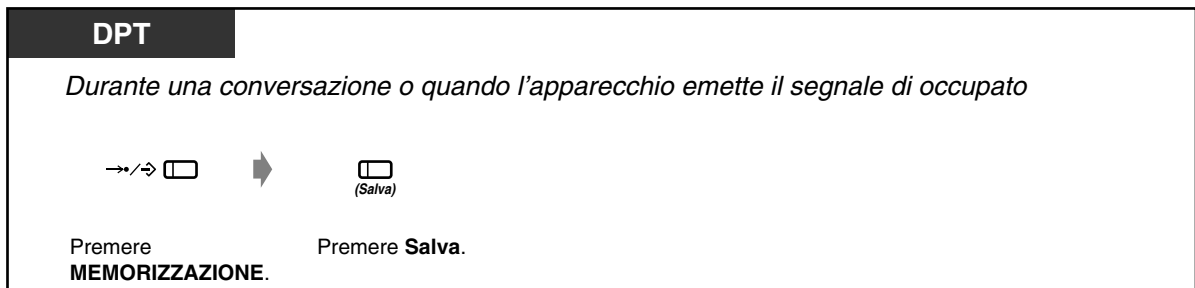 DPT
Durante una conversazione o quando l'apparecchio emette il segnale di occupato
(Salva)
Premere MEMORIZZAZIONE.
Premere Salva.